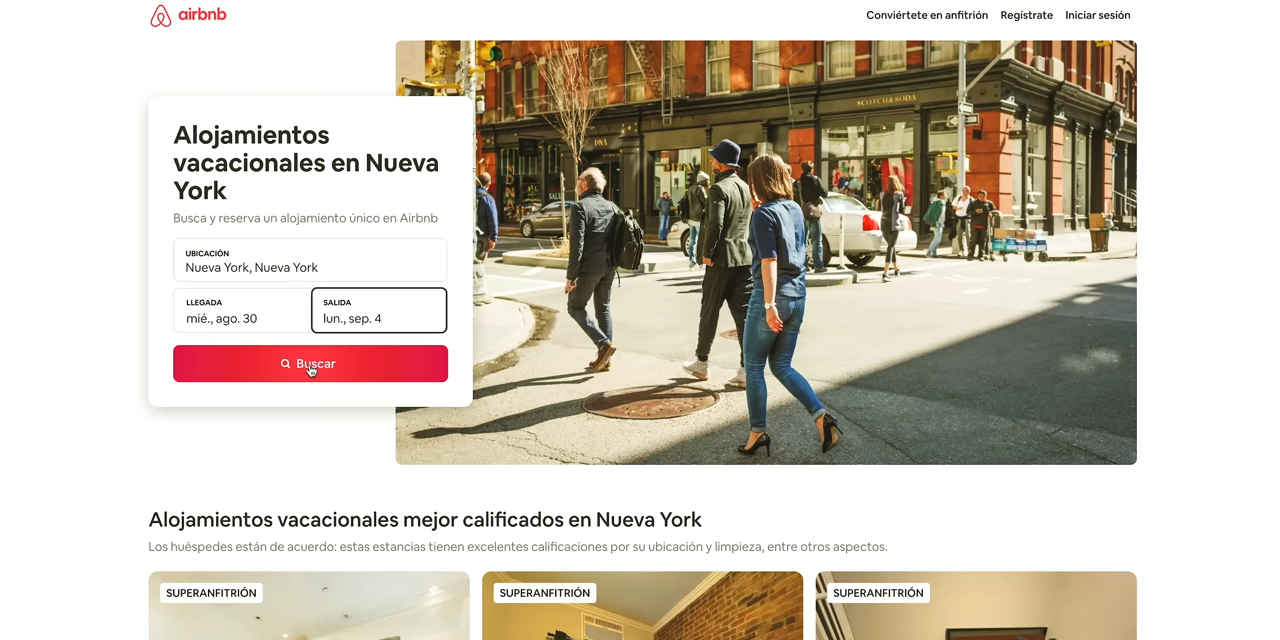 airbnb
Conviértete en anfitrión Regístrate Iniciar sesión
SCOTCH & SODA
Alojamientos
vacacionales en Nueva
York
Busca y reserva un alojamiento único en Airbnb
UBICACIÓN
Nueva York, Nueva York
LLEGADA
mié., ago. 30
SALIDA
lun., sep. 4
Buscar
Alojamientos vacacionales mejor calificados en Nueva York
Los huéspedes están de acuerdo: estas estancias tienen excelentes calificaciones por su ubicación y limpieza, entre otros aspectos.
SUPERANFITRIÓN
SUPERANFITRIÓN
SUPERANFITRIÓN